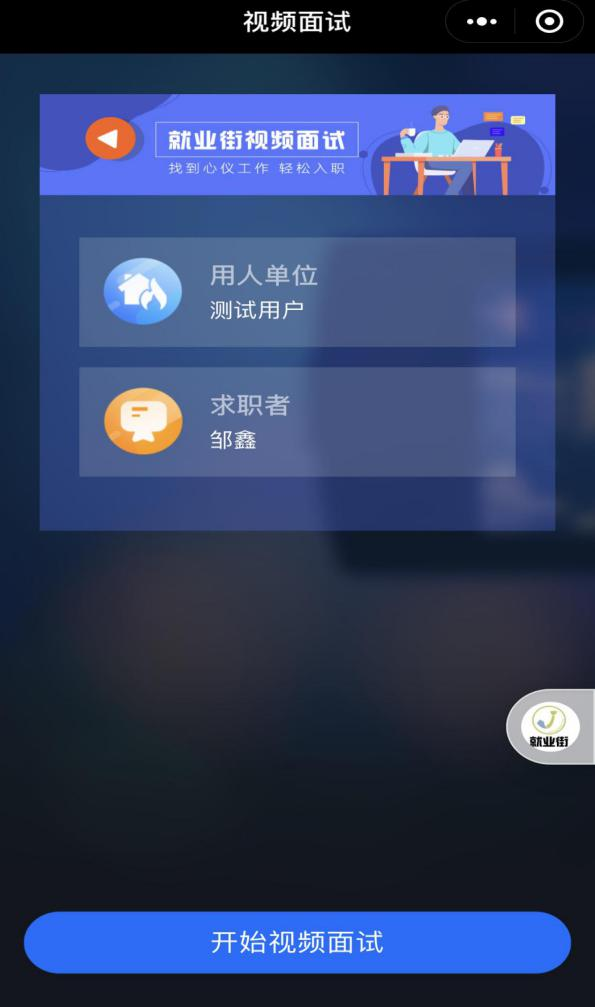 视频面试
就业街视频面试
找到心仪工作 轻松入职
用人单位
测试用户
求职者
邹鑫
就业街
开始视频面试